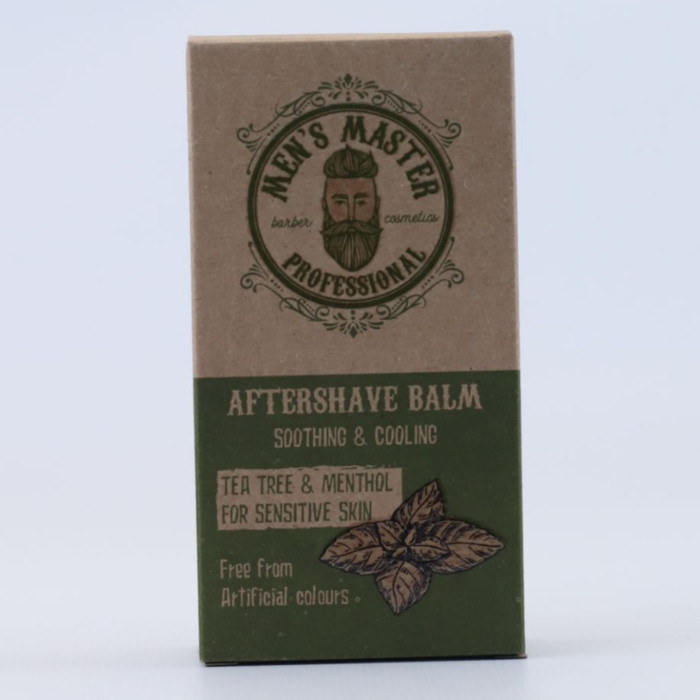 MEN'S MASTER
barber cosmetics
PROFESSIONAL
AFTERSHAVE BALM
SOOTHING & COOLING
TEA TREE & MENTHOL
FOR SENSITIVE SKIN
Free from
Artificial colours